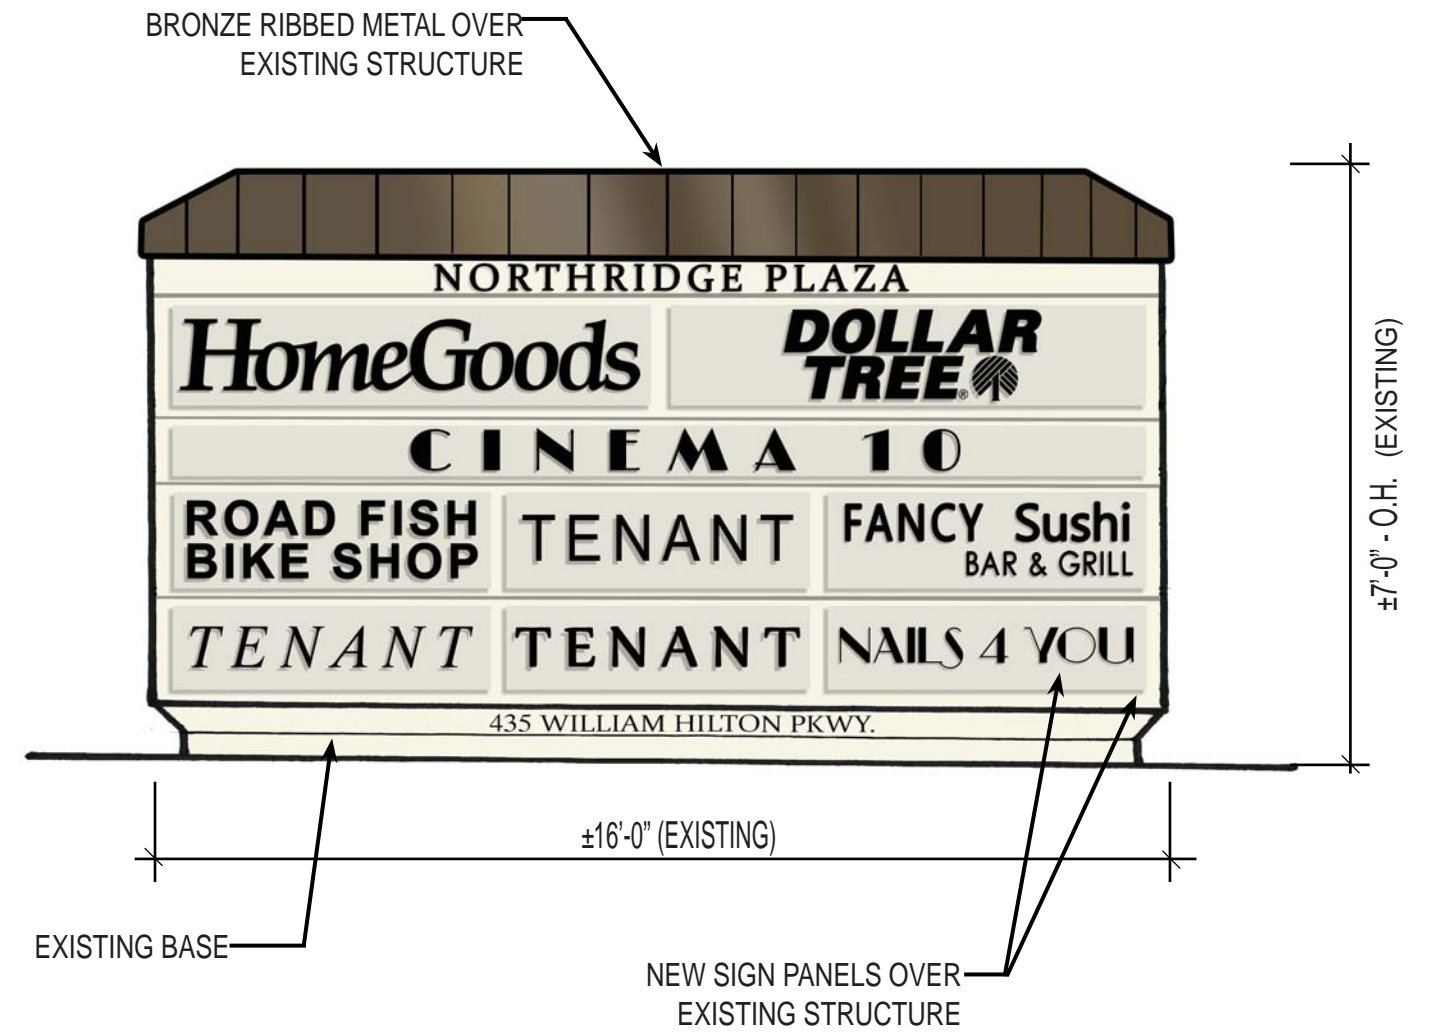 BRONZE RIBBED METAL OVER
EXISTING STRUCTURE
NORTHRIDGE PLAZA
HomeGoods
DOLLAR
TREE®
CINEMA 10
ROAD FISH
BIKE SHOP
TENANT
FANCY Sushi
BAR & GRILL
TENANT
TENANT
NAILS 4 YOU
435 WILLIAM HILTON PKWY.
±7'-0" - O.H. (EXISTING)
±16'-0" (EXISTING)
EXISTING BASE
NEW SIGN PANELS OVER
EXISTING STRUCTURE